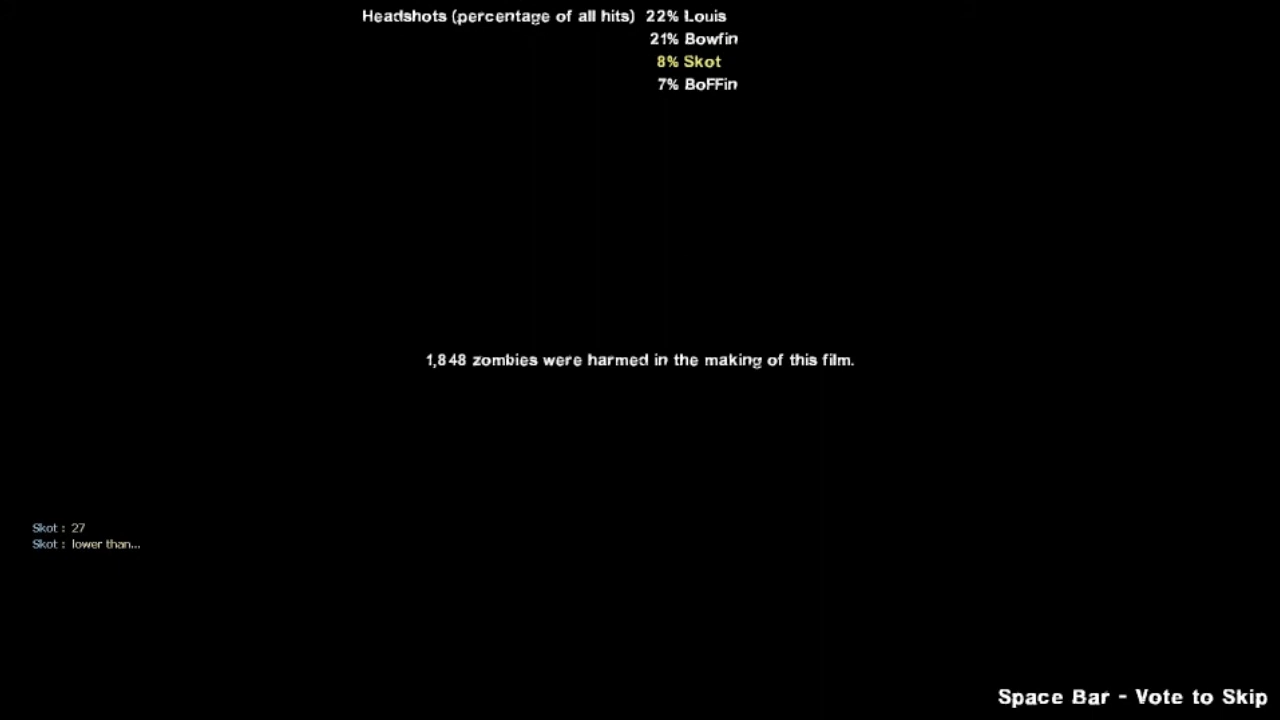 Headshots (percentage of all hits) 22% Louis
21% Bowfin
8% Skot
7% BoFFin
1,848 zombies were harmed in the making of this film.
Skot : 27
Skot : lower than...
Space Bar - Vote to Skip